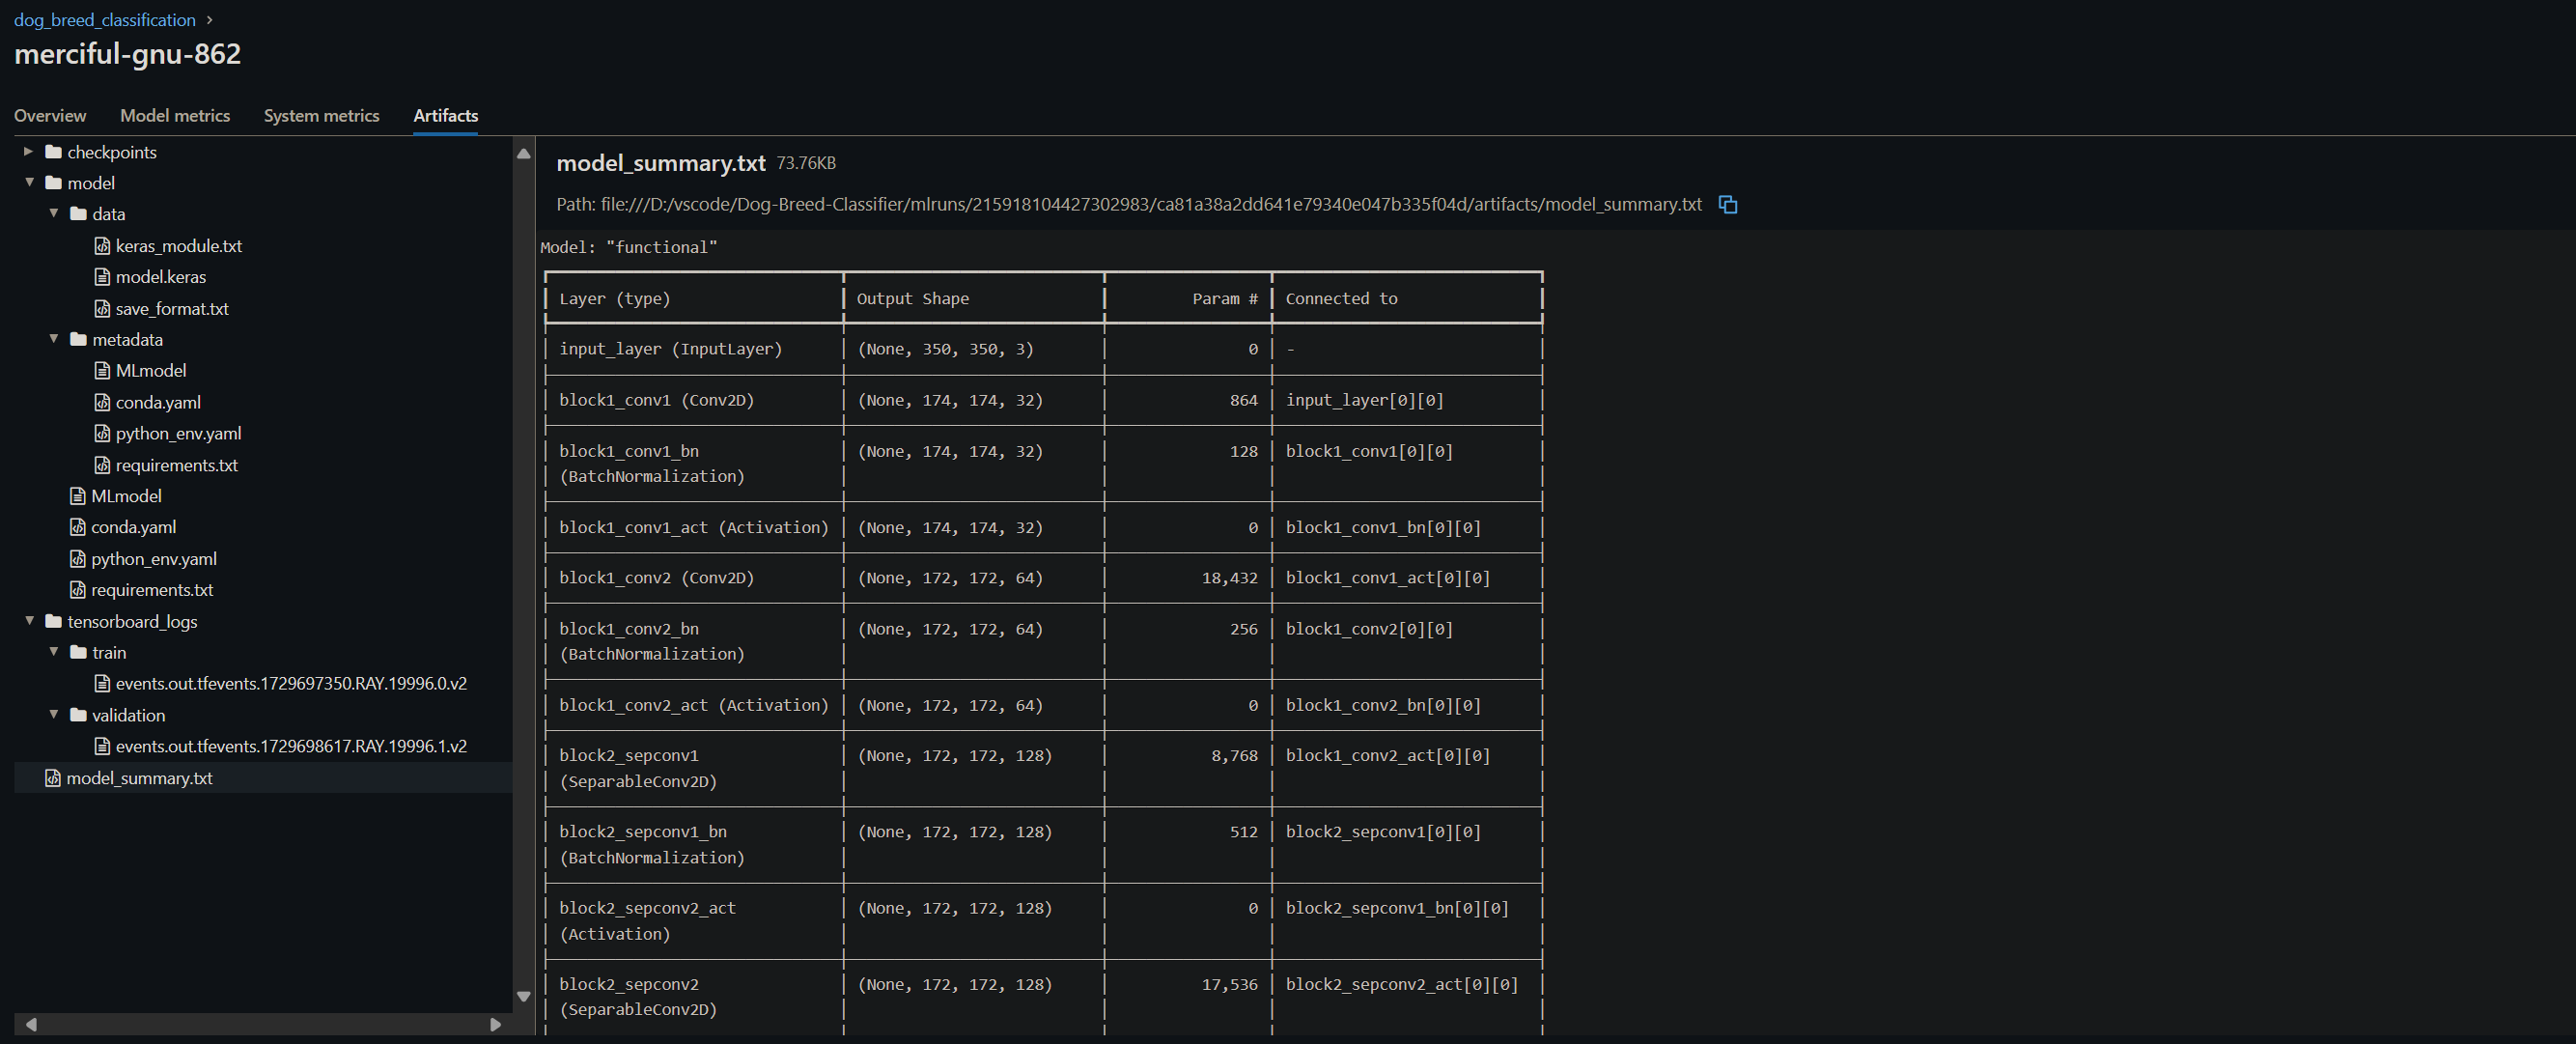 dog_breed_classification >
merciful-gnu-862
Overview Model metrics System metrics Artifacts
checkpoints
model
data
keras_module.txt
model.keras
save_format.txt
metadata
MLmodel
conda.yaml
python_env.yaml
requirements.txt
MLmodel
conda.yaml
python_env.yaml
requirements.txt
tensorboard_logs
train
events.out.tfevents.1729697350.RAY.19996.0.v2
validation
events.out.tfevents.1729698617.RAY.19996.1.v2
model_summary.txt
model_summary.txt 73.76KB
Path: file:///D:/vscode/Dog-Breed-Classifier/mlruns/215918104427302983/ca81a38a2dd641e79340e047b335f04d/artifacts/model_summary.txt
Model: "functional"
Layer (type) Output Shape Param # Connected to
input_layer (InputLayer) (None, 350, 350, 3) 0 -
block1_conv1 (Conv2D) (None, 174, 174, 32) 864 input_layer[0][0]
block1_conv1_bn (None, 174, 174, 32) 128 block1_conv1[0][0]
(BatchNormalization)
block1_conv1_act (Activation) (None, 174, 174, 32) 0 block1_conv1_bn[0][0]
block1_conv2 (Conv2D) (None, 172, 172, 64) 18,432 block1_conv1_act[0][0]
block1_conv2_bn (None, 172, 172, 64) 256 block1_conv2[0][0]
(BatchNormalization)
block1_conv2_act (Activation) (None, 172, 172, 64) 0 block1_conv2_bn[0][0]
block2_sepconv1 (None, 172, 172, 128) 8,768 block1_conv2_act[0][0]
(SeparableConv2D)
block2_sepconv1_bn (None, 172, 172, 128) 512 block2_sepconv1[0][0]
(BatchNormalization)
block2_sepconv2_act (None, 172, 172, 128) 0 block2_sepconv1_bn[0][0]
(Activation)
block2_sepconv2 (None, 172, 172, 128) 17,536 block2_sepconv2_act[0][0]
(SeparableConv2D)